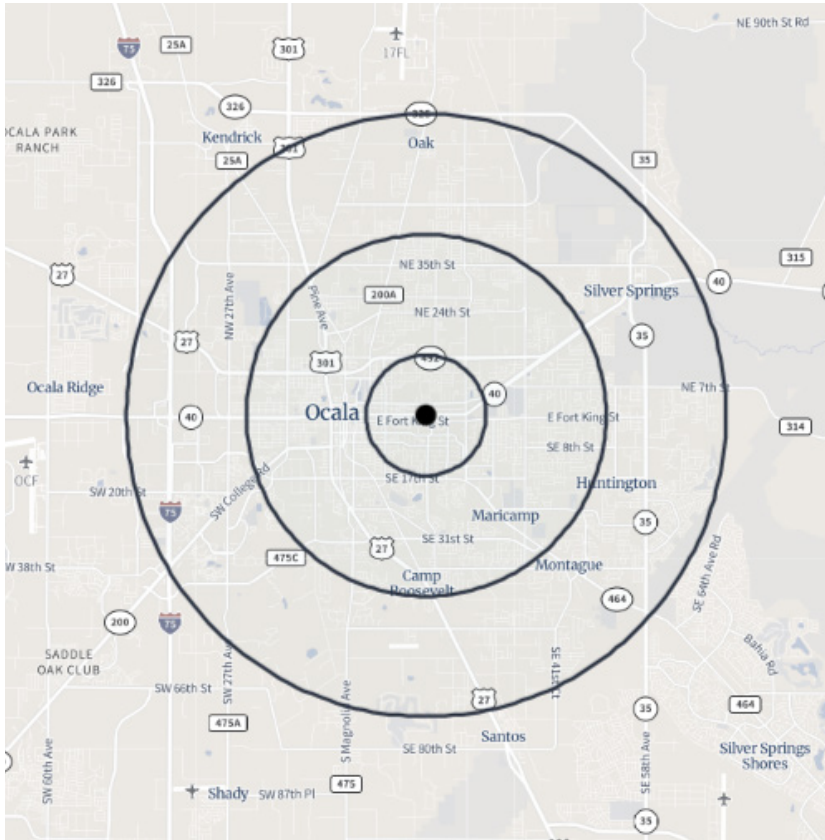 NE 90th St Rd
75
25A
301
17FL
326
326
Kendrick
Oak
OCALA PARK
RANCH
301
25A
35
315
27
NE 35th St
40
200A
Silver Springs
NW 27th Ave
Pine Ave
NE 24th St
27
35
301
Ocala Ridge
NE 7th St
40
Ocala
E Fort King St
E Fort King St
40
314
SE 8th St
OCF
SW 20th St
SW College Rd
SE 17th St
Huntington
75
Maricamp
35
27
SE 31st St
475C
W 38th St
Camp
Roosevelt
Montague
SE 64th Ave Rd
464
200
75
SADDLE
OAK CLUB
SW 27th Ave
SE 41st Ct
Bahia Rd
SW 66th St
27
464
475A
S Magnolia Ave
35
Santos
SE 80th St
Silver Springs
Shores
SW 60th Ave
SE 58th Ave
475
Shady
SW 87th Pl
35